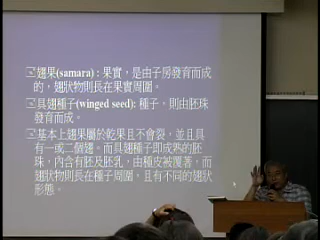 翅果(samara) : 果實，是由子房發育而成
的，翅狀物則長在果實周圍。
具翅種子(winged seed): 種子，則由胚珠
發育而成。
基本上翅果屬於乾果且不會裂，並且具
有一或二個翅。而具翅種子即成熟的胚
珠，內含有胚及胚乳，由種皮被覆著，而
翅狀物則長在種子周圍，且有不同的翅狀
形態。